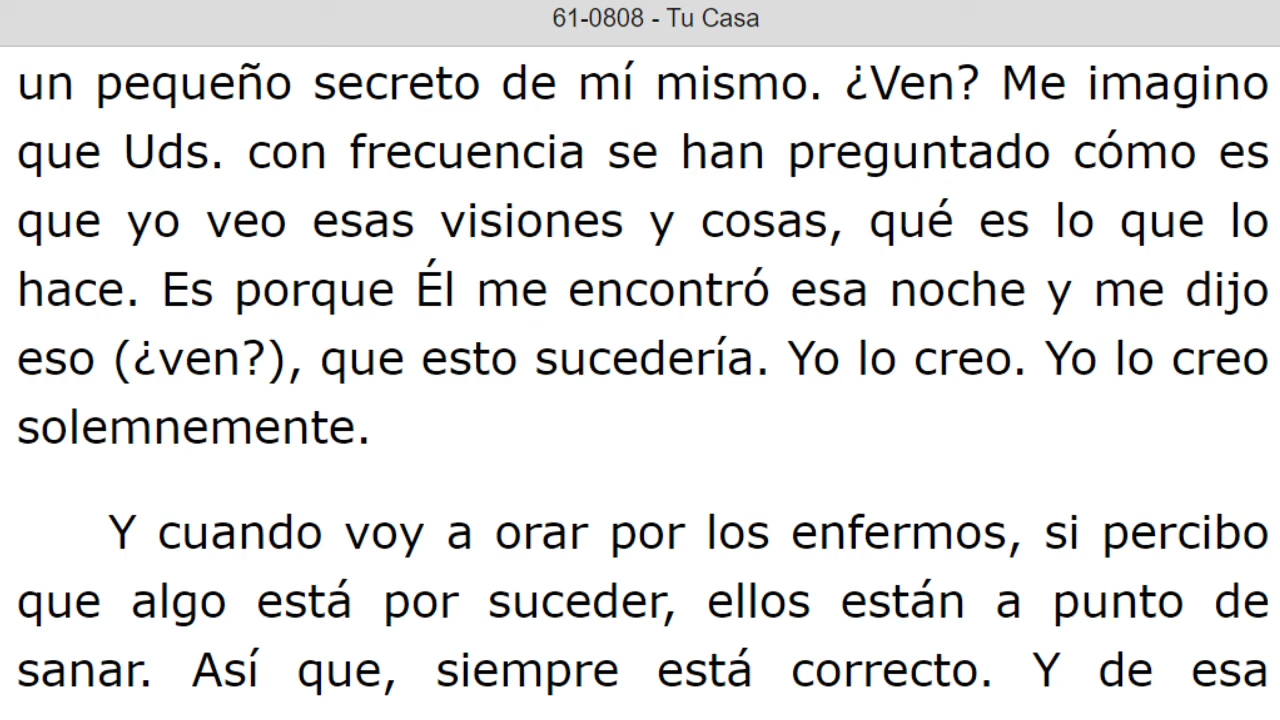 61-0808 - Tu Casa
un pequeño secreto de mí mismo. ¿Ven? Me imagino
que Uds. con frecuencia se han preguntado cómo es
que yo veo esas visiones y cosas, qué es lo que lo
hace. Es porque Él me encontró esa noche y me dijo
eso (¿ven?), que esto sucedería. Yo lo creo. Yo lo creo
solemnemente.
Y cuando voy a orar por los enfermos, si percibo
que algo está por suceder, ellos están a punto de
sanar. Así que, siempre está correcto. Y de esa